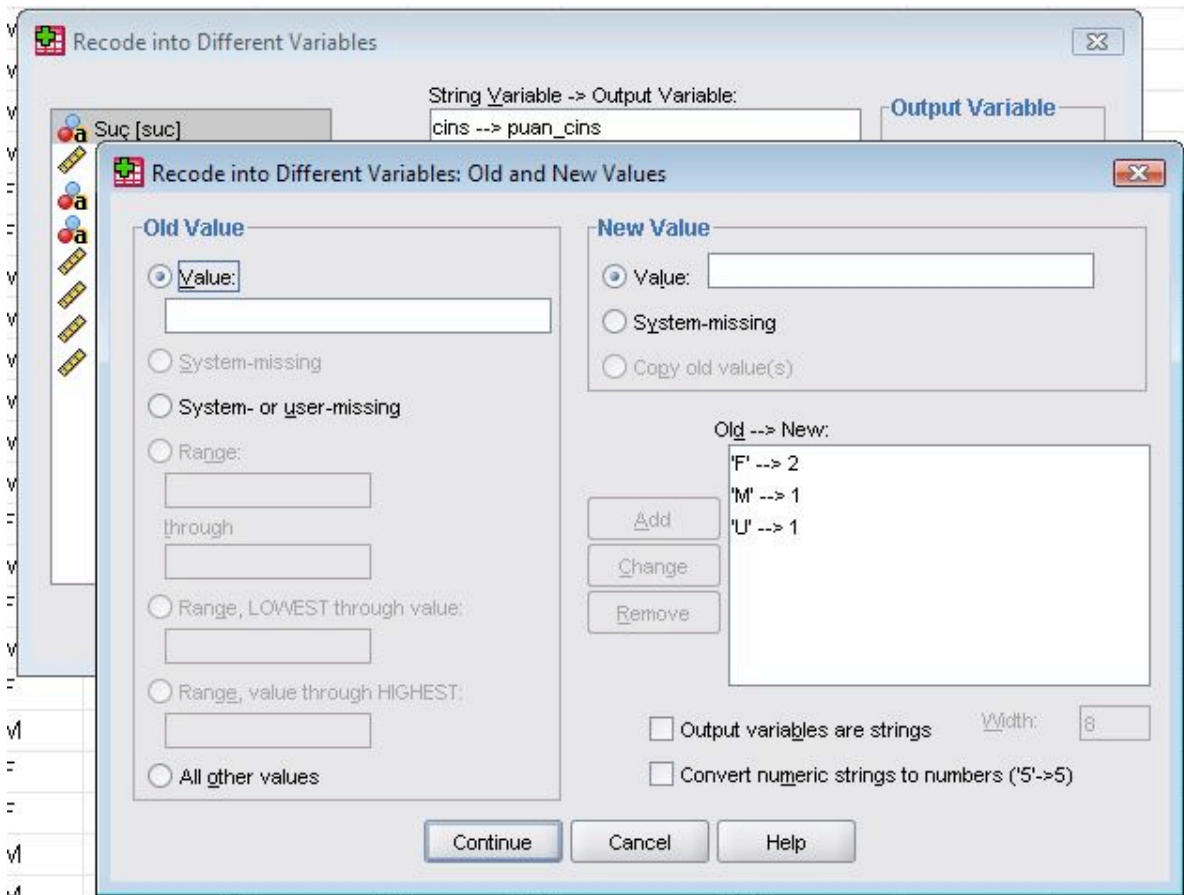 Recode into Different Variables
String Variable -> Output Variable:
Output Variable
Suç [suc]
cins --> puan_cins
Recode into Different Variables: Old and New Values
Old Value
Value:
System-missing
System- or user-missing
Range:
through
Range, LOWEST through value:
Range, value through HIGHEST:
All other values
New Value
Value:
System-missing
Copy old value(s)
Old --> New:
'F' --> 2
'M' --> 1
'U' --> 1
Add
Change
Remove
Output variables are strings
Width:
8
Convert numeric strings to numbers ('5'->5)
Continue
Cancel
Help